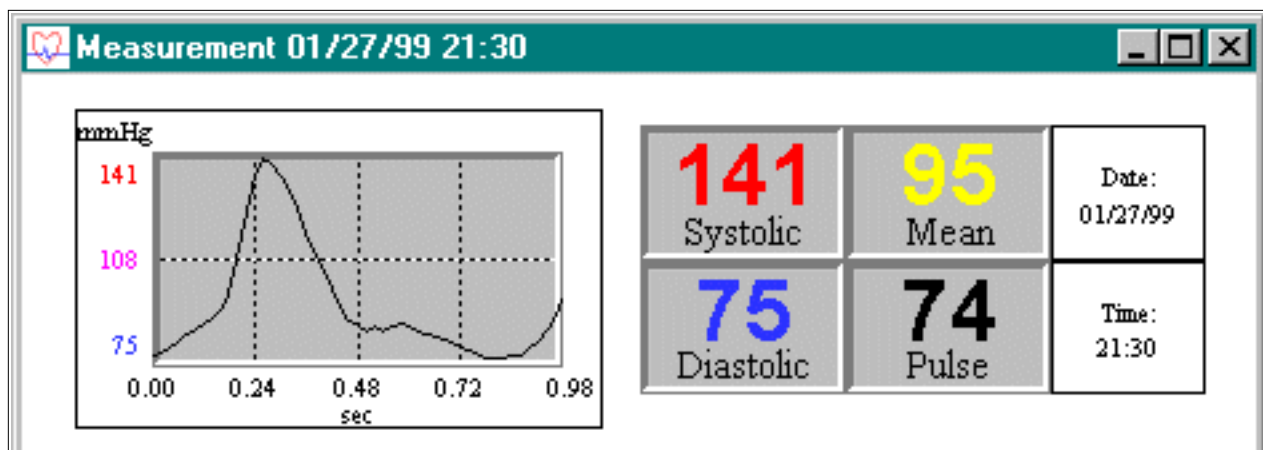 Measurement 01/27/99 21:30
mmHg
141
108
75
0.00 0.24 0.48 0.72 0.98
sec
141
Systolic
95
Mean
Date:
01/27/99
75
Diastolic
74
Pulse
Time:
21:30